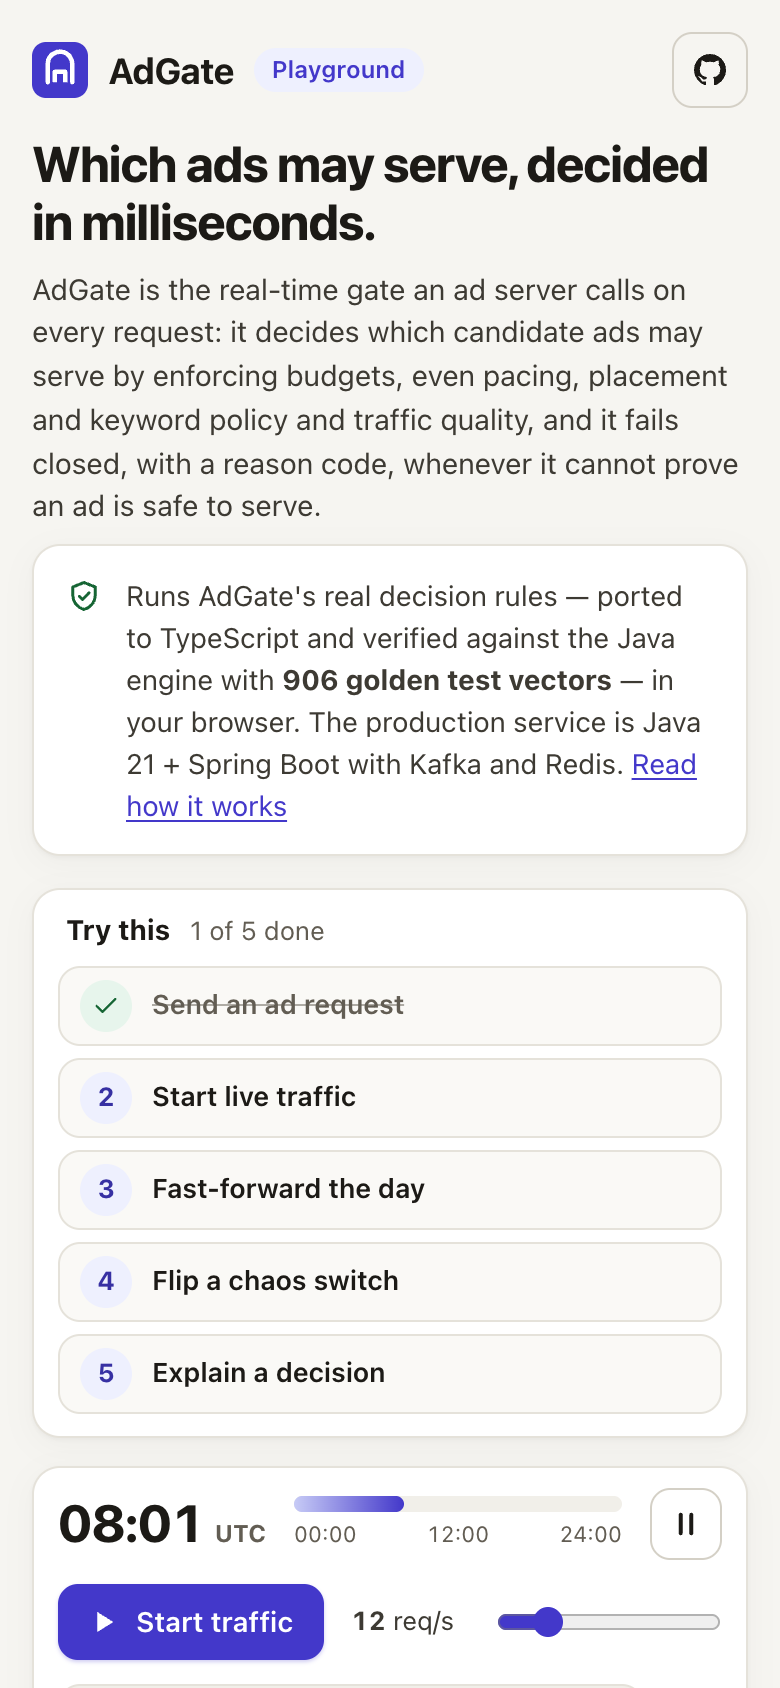 AdGate Playground
Which ads may serve, decided
in milliseconds.
AdGate is the real-time gate an ad server calls on
every request: it decides which candidate ads may
serve by enforcing budgets, even pacing, placement
and keyword policy and traffic quality, and it fails
closed, with a reason code, whenever it cannot prove
an ad is safe to serve.
Runs AdGate's real decision rules — ported
to TypeScript and verified against the Java
engine with 906 golden test vectors — in
your browser. The production service is Java
21 + Spring Boot with Kafka and Redis. Read
how it works
Try this 1 of 5 done
Send an ad request
2 Start live traffic
3 Fast-forward the day
4 Flip a chaos switch
5 Explain a decision
08:01 UTC
00:00 12:00 24:00
Start traffic 12 req/s